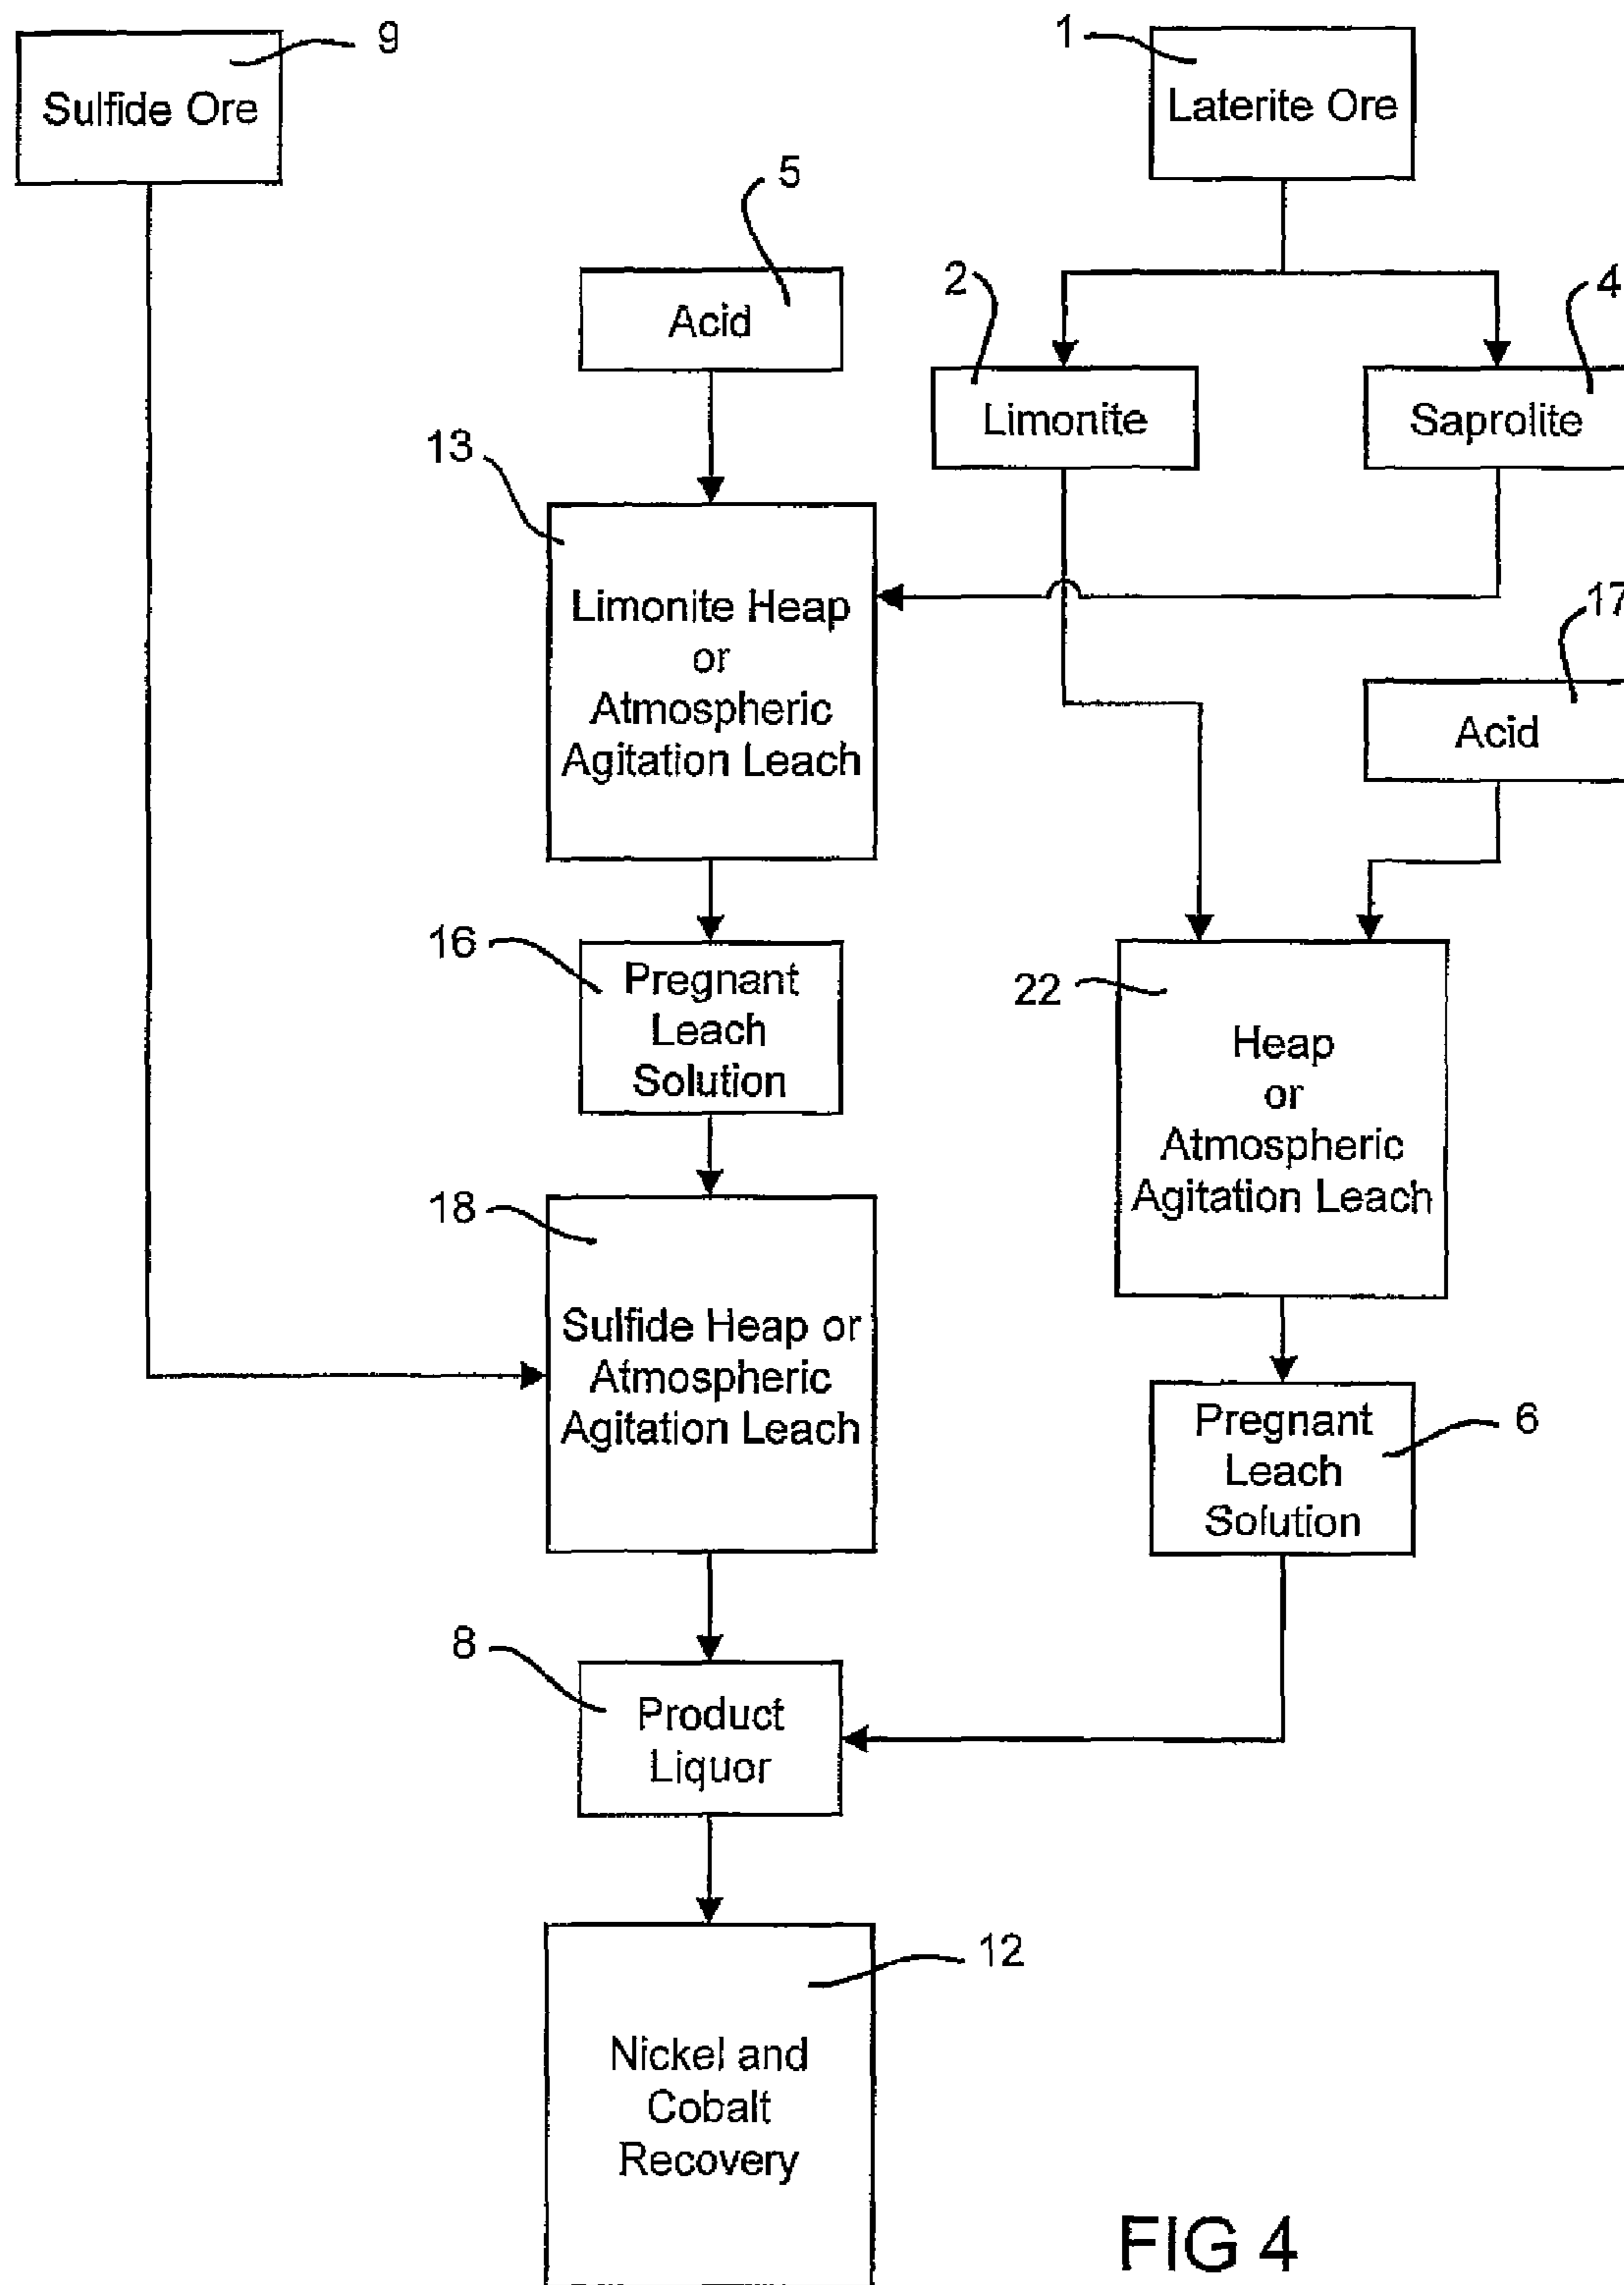 9
Sulfide Ore
1
Laterite Ore
5
Acid
2
Limonite
4
Saprolite
13
Limonite Heap
or
Atmospheric
Agitation Leach
17
Acid
16
Pregnant
Leach
Solution
22
Heap
or
Atmospheric
Agitation Leach
18
Sulfide Heap or
Atmospheric
Agitation Leach
Pregnant
Leach
Solution
6
8
Product
Liquor
12
Nickel and
Cobalt
Recovery
FIG 4